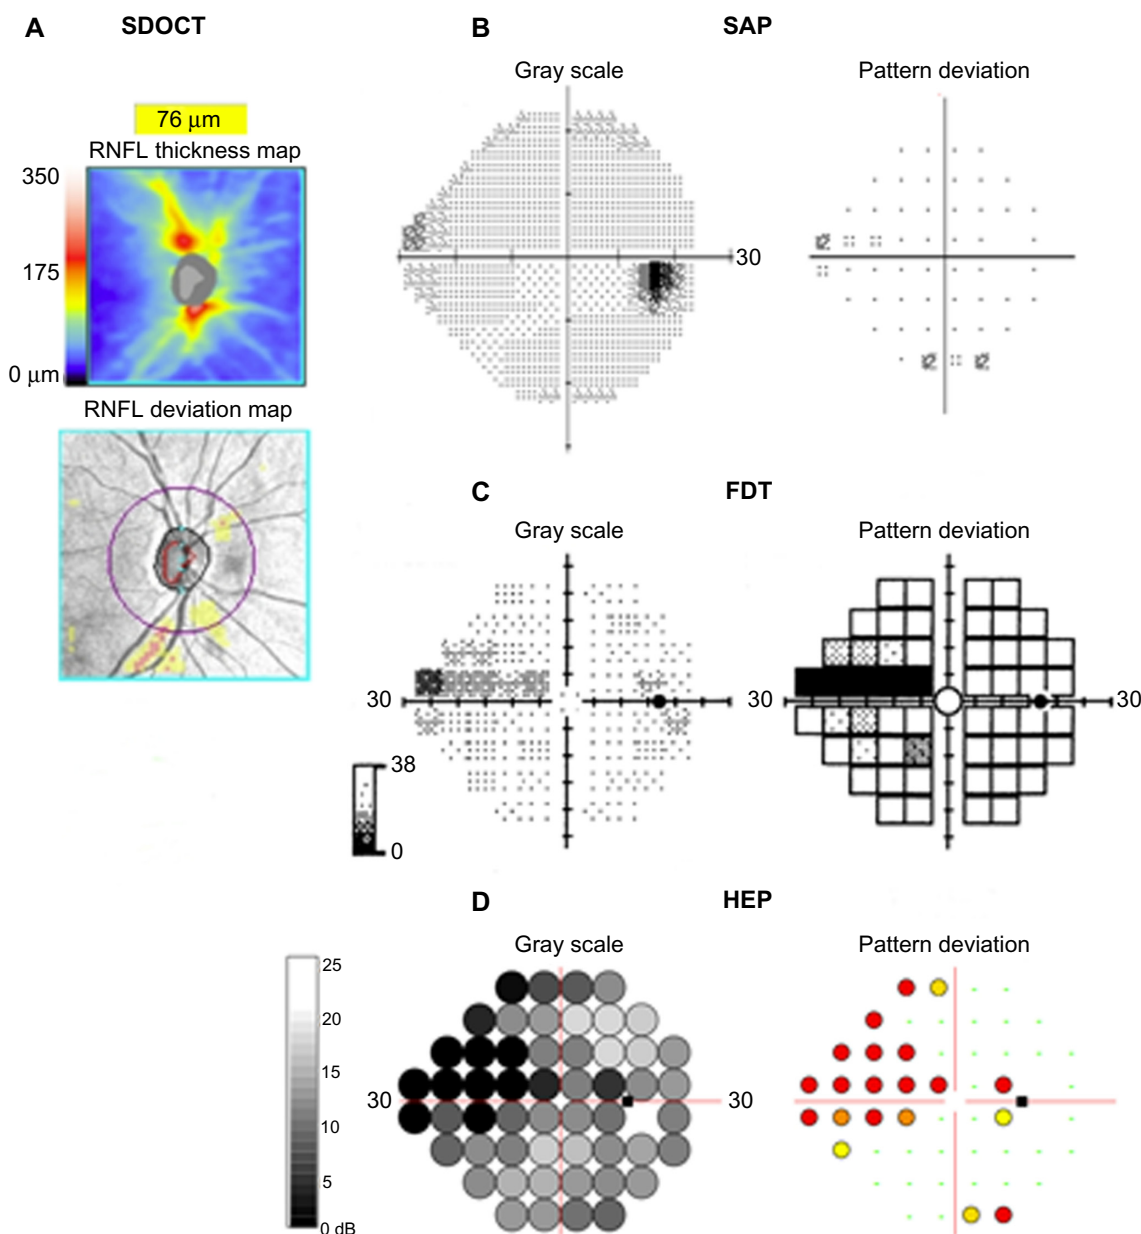 A SDOCT
76 μm
RNFL thickness map
350
175
0 μm
RNFL deviation map
B SAP
Gray scale Pattern deviation
30
C FDT
Gray scale Pattern deviation
30 30 30
38
0
D HEP
Gray scale Pattern deviation
25
20
15
10
5
0 dB
30 30